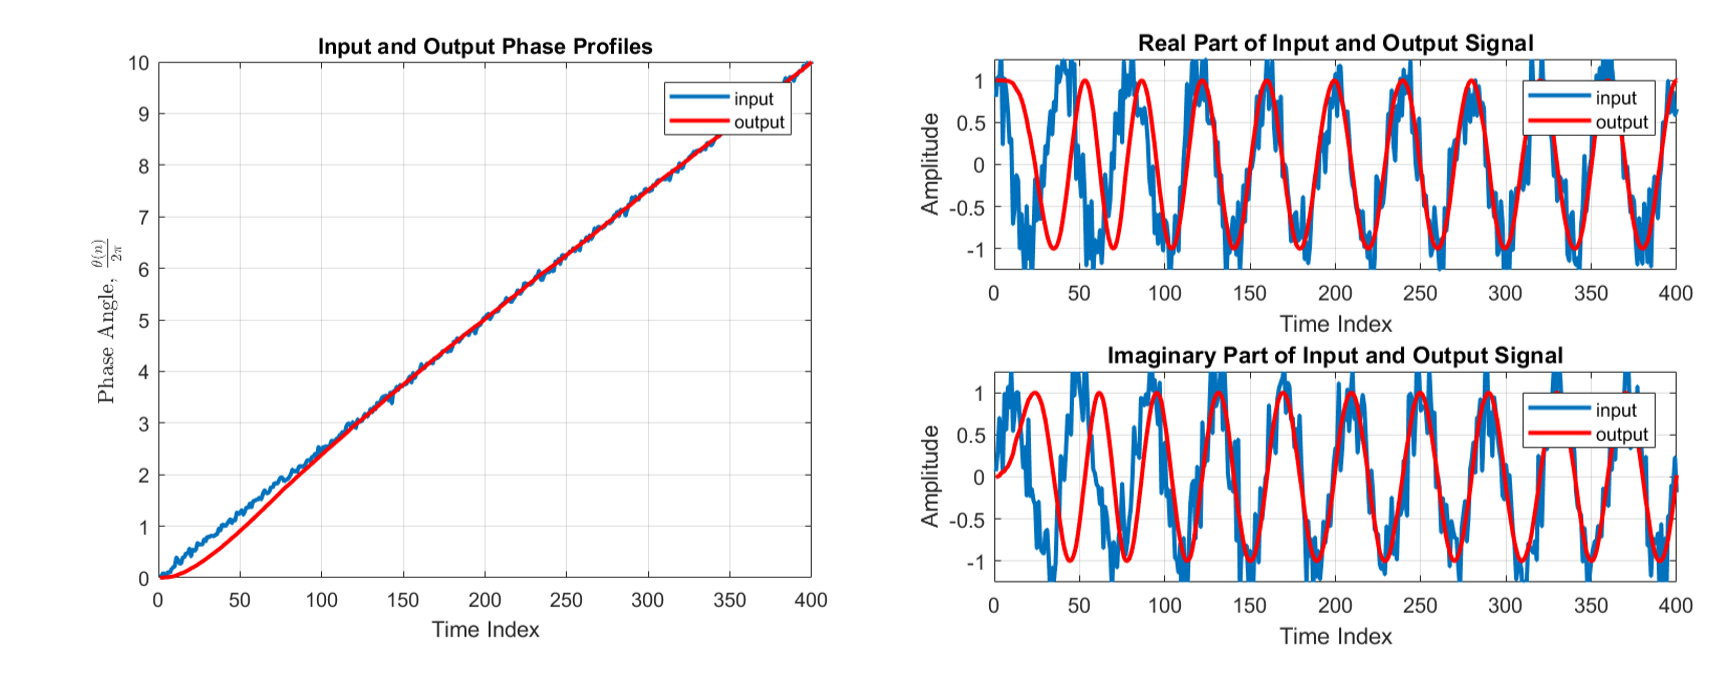 Input and Output Phase Profiles
10
9
8
7
6
5
4
3
2
1
0
Phase Angle, θ(n)/2π
input
output
0 50 100 150 200 250 300 350 400
Time Index
Real Part of Input and Output Signal
1
0.5
0
-0.5
-1
Amplitude
input
output
0 50 100 150 200 250 300 350 400
Time Index
Imaginary Part of Input and Output Signal
1
0.5
0
-0.5
-1
Amplitude
input
output
0 50 100 150 200 250 300 350 400
Time Index